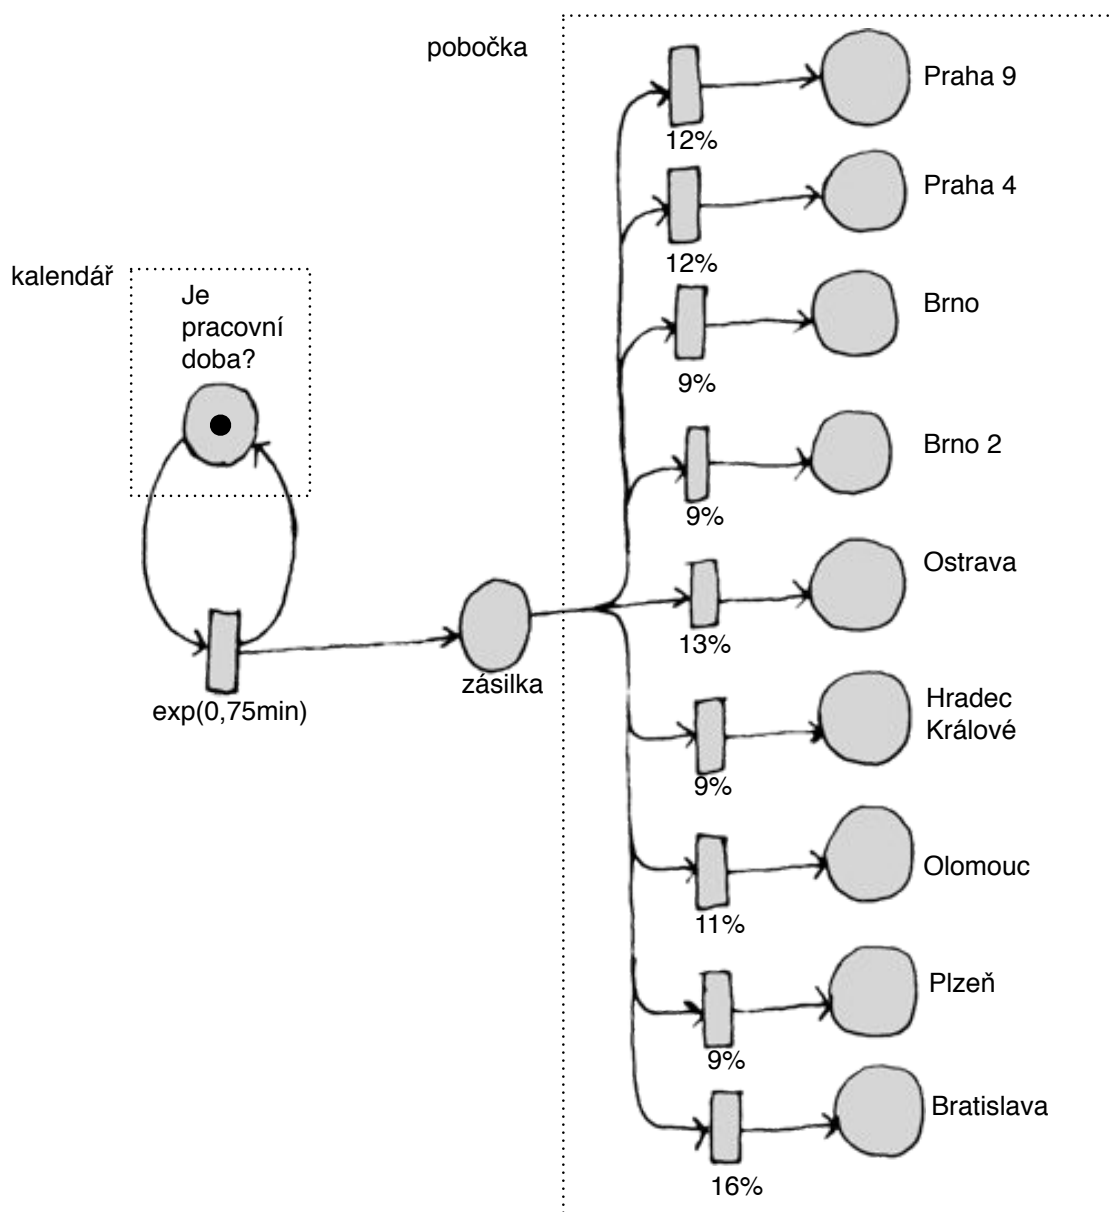 pobočka
Praha 9
12%
Praha 4
12%
kalendář
Je
pracovní
doba?
Brno
9%
Brno 2
9%
Ostrava
13%
zásilka
exp(0,75min)
Hradec
Králové
9%
Olomouc
11%
Plzeň
9%
Bratislava
16%